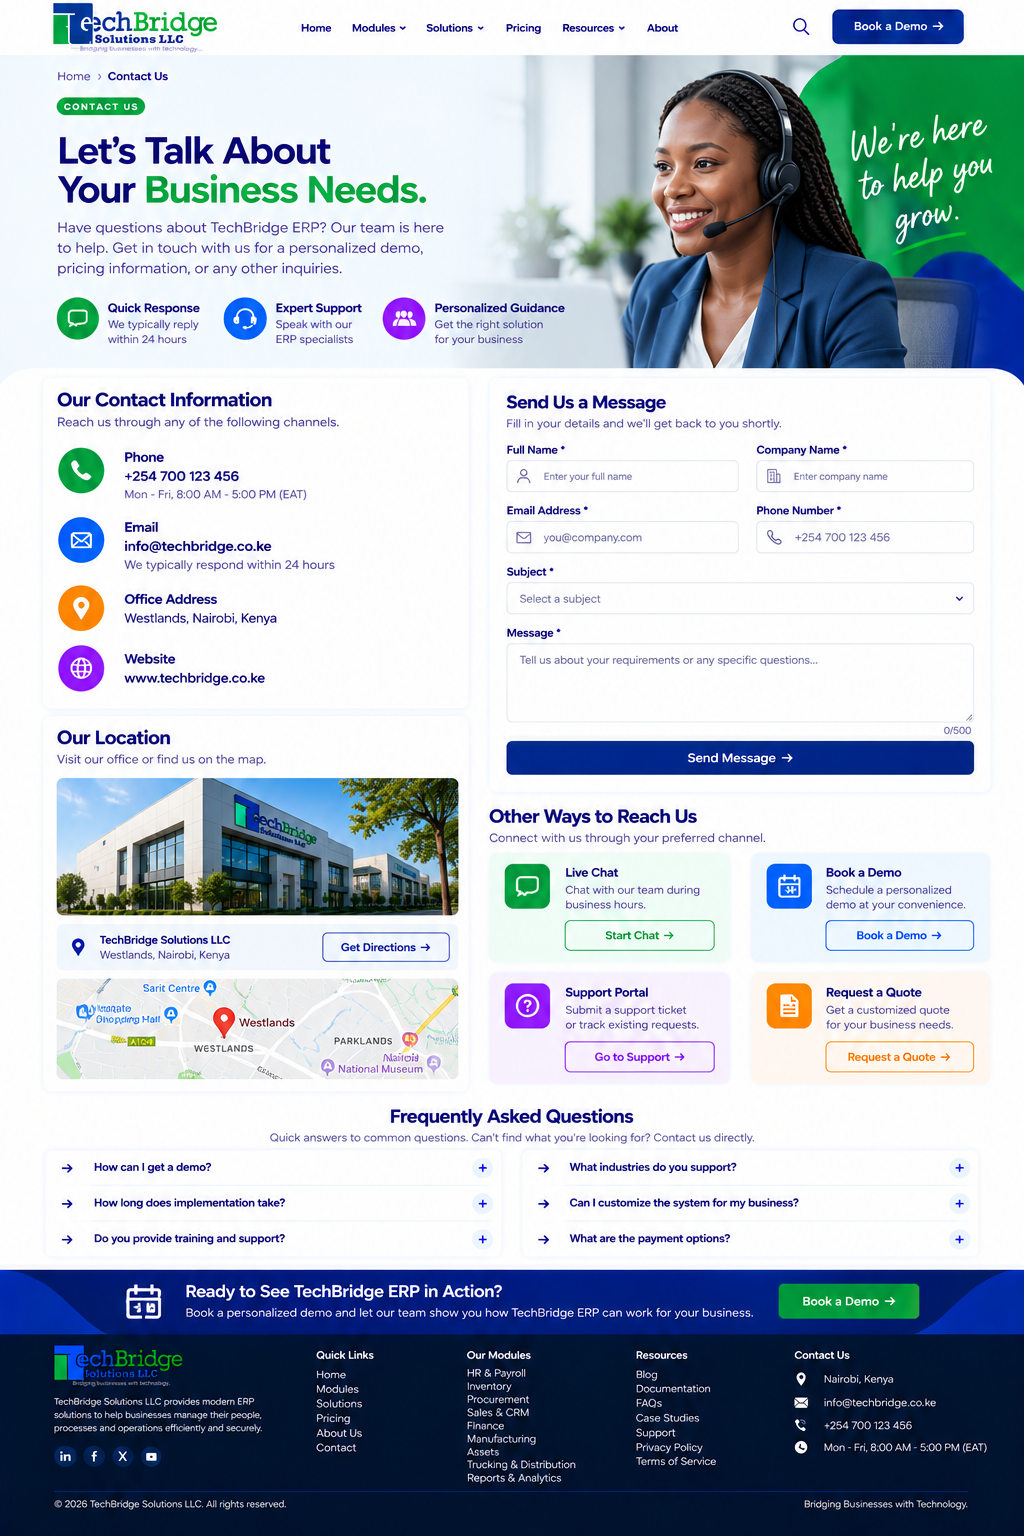 TechBridge
Solutions LLC
Bridging businesses with technology...
Home
Modules
Solutions
Pricing
Resources
About
Book a Demo →
Home › Contact Us
CONTACT US
Let's Talk About
Your Business Needs.
Have questions about TechBridge ERP? Our team is here
to help. Get in touch with us for a personalized demo,
pricing information, or any other inquiries.
Quick Response
We typically reply
within 24 hours
Expert Support
Speak with our
ERP specialists
Personalized Guidance
Get the right solution
for your business
We're here
to help you
grow.
Our Contact Information
Reach us through any of the following channels.
Phone
+254 700 123 456
Mon - Fri, 8:00 AM - 5:00 PM (EAT)
Email
info@techbridge.co.ke
We typically respond within 24 hours
Office Address
Westlands, Nairobi, Kenya
Website
www.techbridge.co.ke
Send Us a Message
Fill in your details and we'll get back to you shortly.
Full Name *
Enter your full name
Company Name *
Enter company name
Email Address *
you@company.com
Phone Number *
+254 700 123 456
Subject *
Select a subject
Message *
Tell us about your requirements or any specific questions...
0/500
Send Message →
Our Location
Visit our office or find us on the map.
TechBridge
Solutions LLC
TechBridge Solutions LLC
Westlands, Nairobi, Kenya
Get Directions →
Sarit Centre
Shopping Hall
A104
Westlands
WESTLANDS
PARKLANDS
Nairobi
National Museum
Other Ways to Reach Us
Connect with us through your preferred channel.
Live Chat
Chat with our team during
business hours.
Start Chat →
Book a Demo
Schedule a personalized
demo at your convenience.
Book a Demo →
Support Portal
Submit a support ticket
or track existing requests.
Go to Support →
Request a Quote
Get a customized quote
for your business needs.
Request a Quote →
Frequently Asked Questions
Quick answers to common questions. Can't find what you're looking for? Contact us directly.
→ How can I get a demo? +
→ How long does implementation take? +
→ Do you provide training and support? +
→ What industries do you support? +
→ Can I customize the system for my business? +
→ What are the payment options? +
Ready to See TechBridge ERP in Action?
Book a personalized demo and let our team show you how TechBridge ERP can work for your business.
Book a Demo →
TechBridge
Solutions LLC
Bridging businesses with technology.
TechBridge Solutions LLC provides modern ERP
solutions to help businesses manage their people,
processes and operations efficiently and securely.
in f X
Quick Links
Home
Modules
Solutions
Pricing
About Us
Contact
Our Modules
HR & Payroll
Inventory
Procurement
Sales & CRM
Finance
Manufacturing
Assets
Trucking & Distribution
Reports & Analytics
Resources
Blog
Documentation
FAQs
Case Studies
Support
Privacy Policy
Terms of Service
Contact Us
Nairobi, Kenya
info@techbridge.co.ke
+254 700 123 456
Mon - Fri, 8:00 AM - 5:00 PM (EAT)
© 2026 TechBridge Solutions LLC. All rights reserved.
Bridging Businesses with Technology.